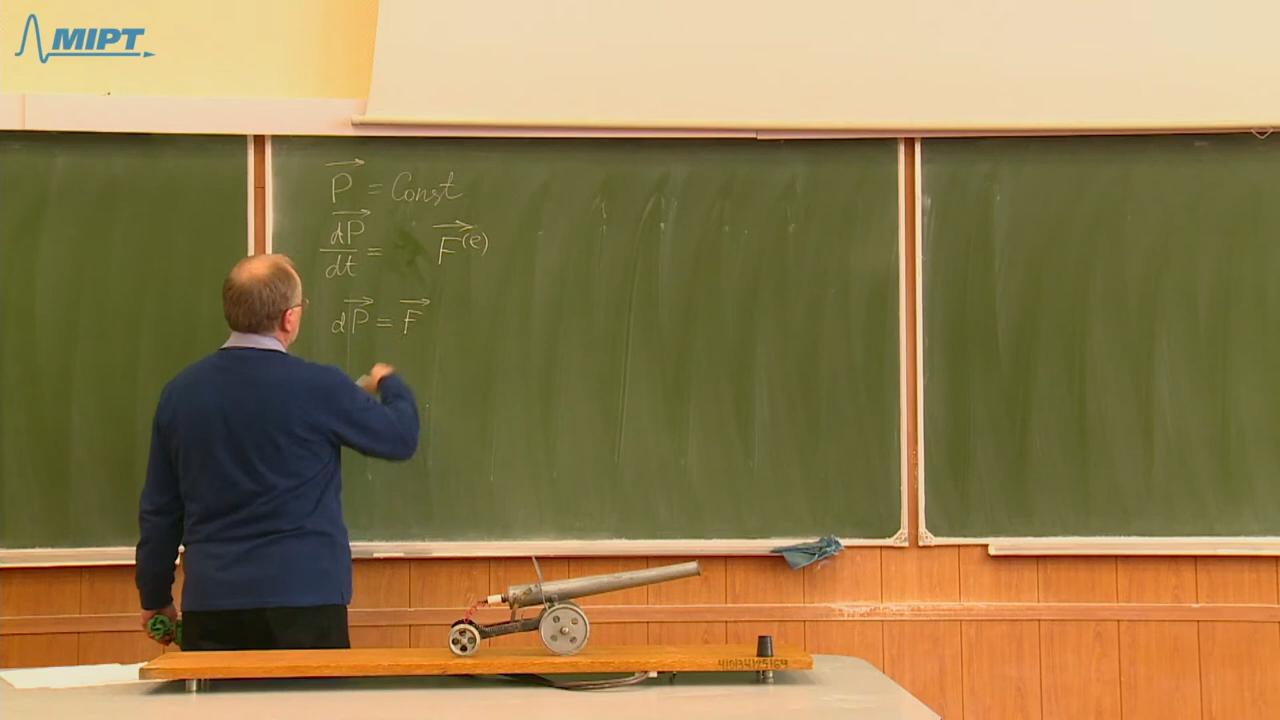 MIPT
P⃗ = Const
dP⃗/dt = F⃗^(e)
dP⃗ = F⃗